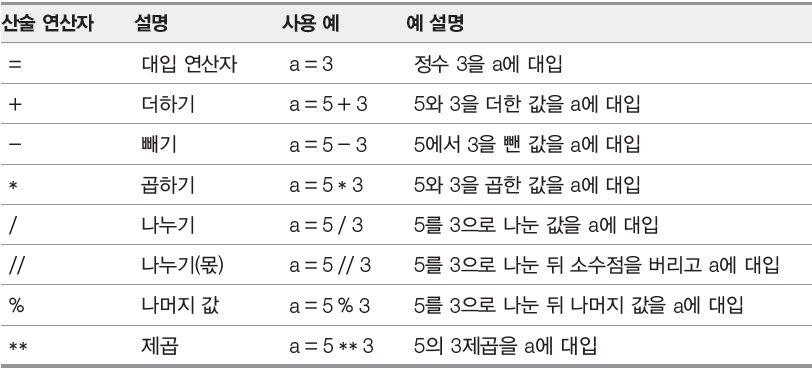 산술 연산자 설명 사용 예 예 설명
= 대입 연산자 a = 3 정수 3을 a에 대입
+ 더하기 a = 5 + 3 5와 3을 더한 값을 a에 대입
− 빼기 a = 5 − 3 5에서 3을 뺀 값을 a에 대입
* 곱하기 a = 5 * 3 5와 3을 곱한 값을 a에 대입
/ 나누기 a = 5 / 3 5를 3으로 나눈 값을 a에 대입
// 나누기(몫) a = 5 // 3 5를 3으로 나눈 뒤 소수점을 버리고 a에 대입
% 나머지 값 a = 5 % 3 5를 3으로 나눈 뒤 나머지 값을 a에 대입
** 제곱 a = 5 ** 3 5의 3제곱을 a에 대입